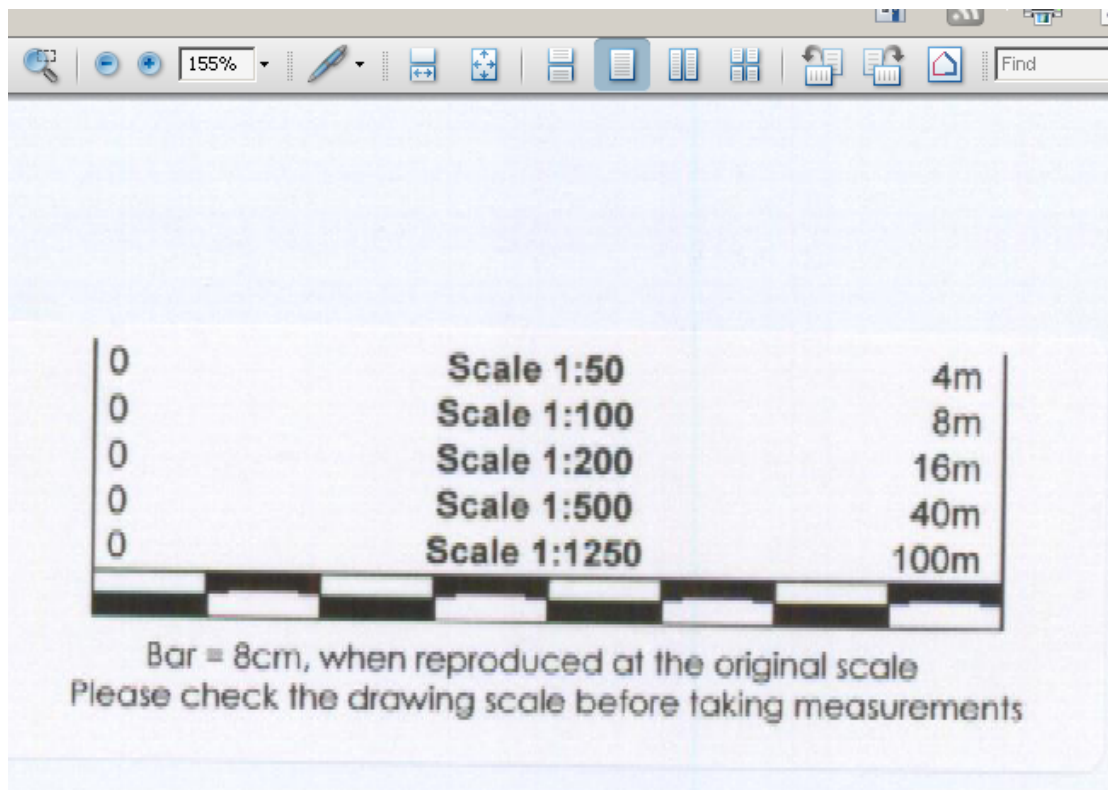 155%
Find
0 Scale 1:50 4m
0 Scale 1:100 8m
0 Scale 1:200 16m
0 Scale 1:500 40m
0 Scale 1:1250 100m
Bar = 8cm, when reproduced at the original scale
Please check the drawing scale before taking measurements